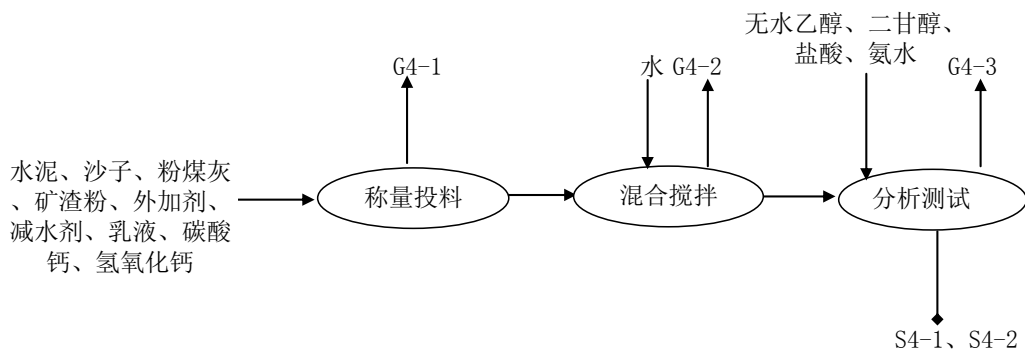 无水乙醇、二甘醇、
盐酸、氨水
G4-1
水 G4-2
G4-3
水泥、沙子、粉煤灰
、矿渣粉、外加剂、
减水剂、乳液、碳酸
钙、氢氧化钙
称量投料
混合搅拌
分析测试
S4-1、S4-2